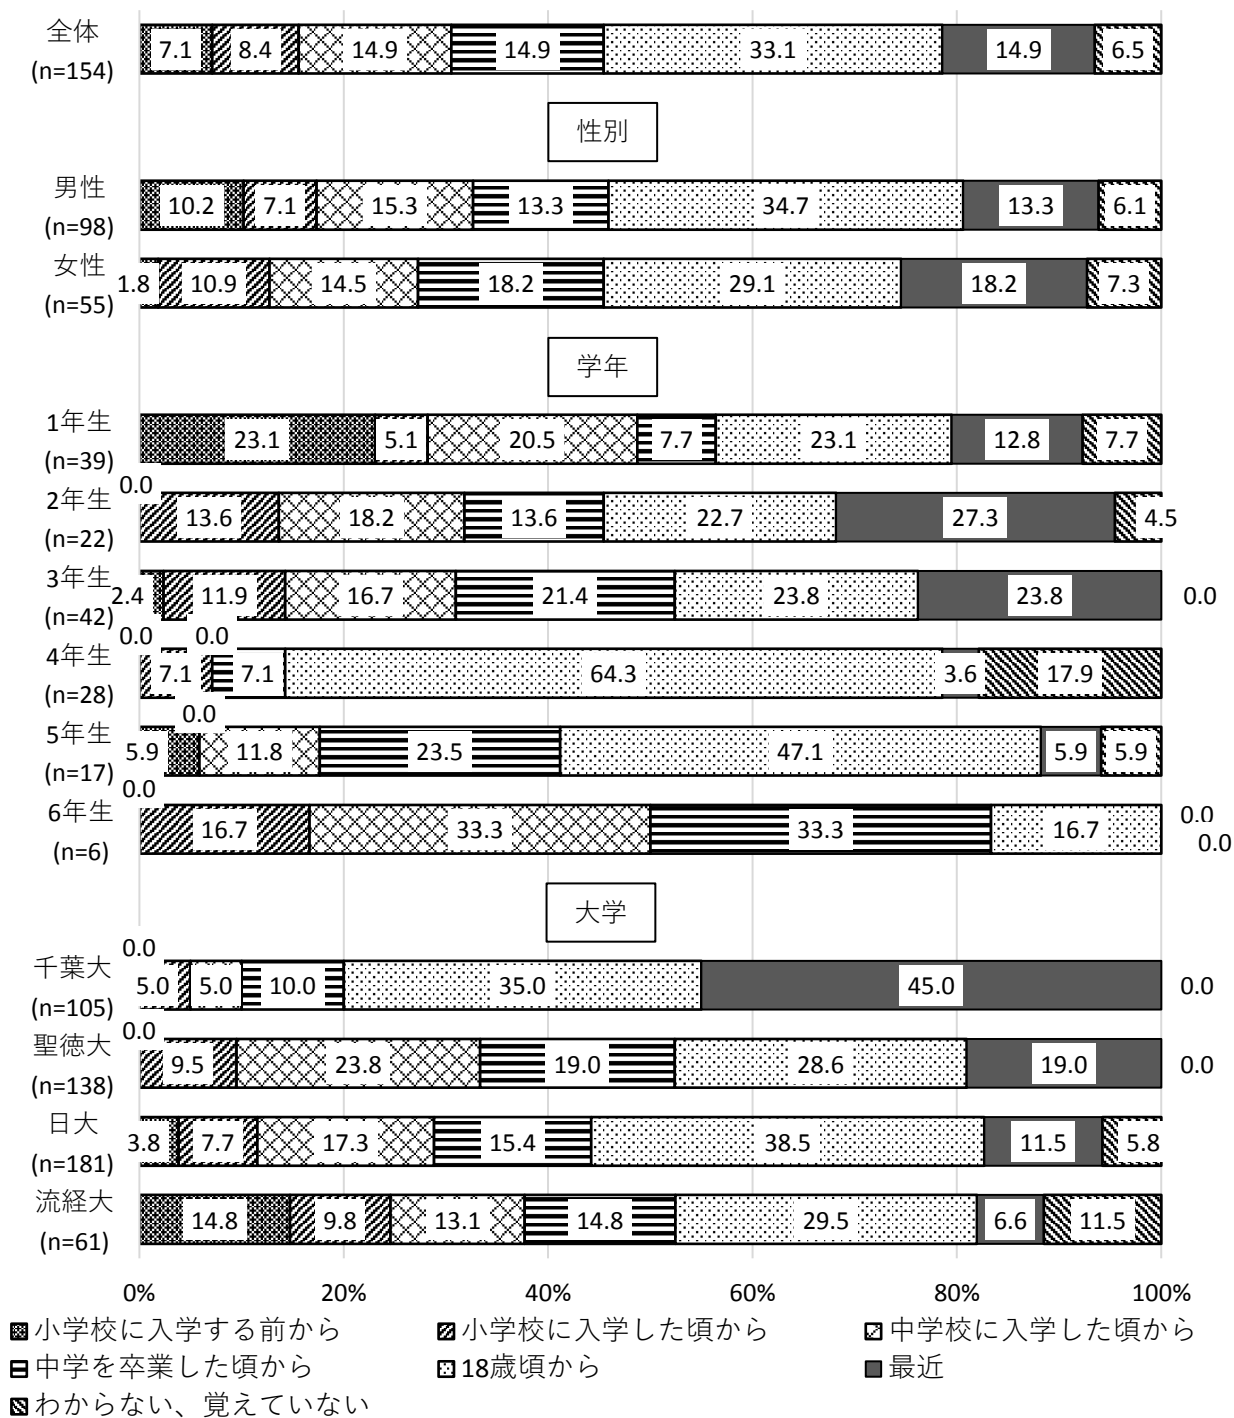 全体 7.1 8.4 14.9 14.9 33.1 14.9 6.5
(n=154)
性別
男性 10.2 7.1 15.3 13.3 34.7 13.3 6.1
(n=98)
女性 1.8 10.9 14.5 18.2 29.1 18.2 7.3
(n=55)
学年
1年生 23.1 5.1 20.5 7.7 23.1 12.8 7.7
(n=39)
0.0
2年生 13.6 18.2 13.6 22.7 27.3 4.5
(n=22)
3年生 2.4 11.9 16.7 21.4 23.8 23.8 0.0
(n=42)
0.0 0.0
4年生 7.1 7.1 64.3 3.6 17.9
(n=28)
0.0
5年生 5.9 11.8 23.5 47.1 5.9 5.9
(n=17)
0.0
6年生 16.7 33.3 33.3 16.7 0.0
(n=6) 0.0
大学
0.0
千葉大 5.0 5.0 10.0 35.0 45.0 0.0
(n=105)
0.0
聖徳大 9.5 23.8 19.0 28.6 19.0 0.0
(n=138)
日大 3.8 7.7 17.3 15.4 38.5 11.5 5.8
(n=181)
流経大 14.8 9.8 13.1 14.8 29.5 6.6 11.5
(n=61)
0% 20% 40% 60% 80% 100%
小学校に入学する前から 小学校に入学した頃から 中学校に入学した頃から
中学を卒業した頃から 18歳頃から 最近
わからない、覚えていない